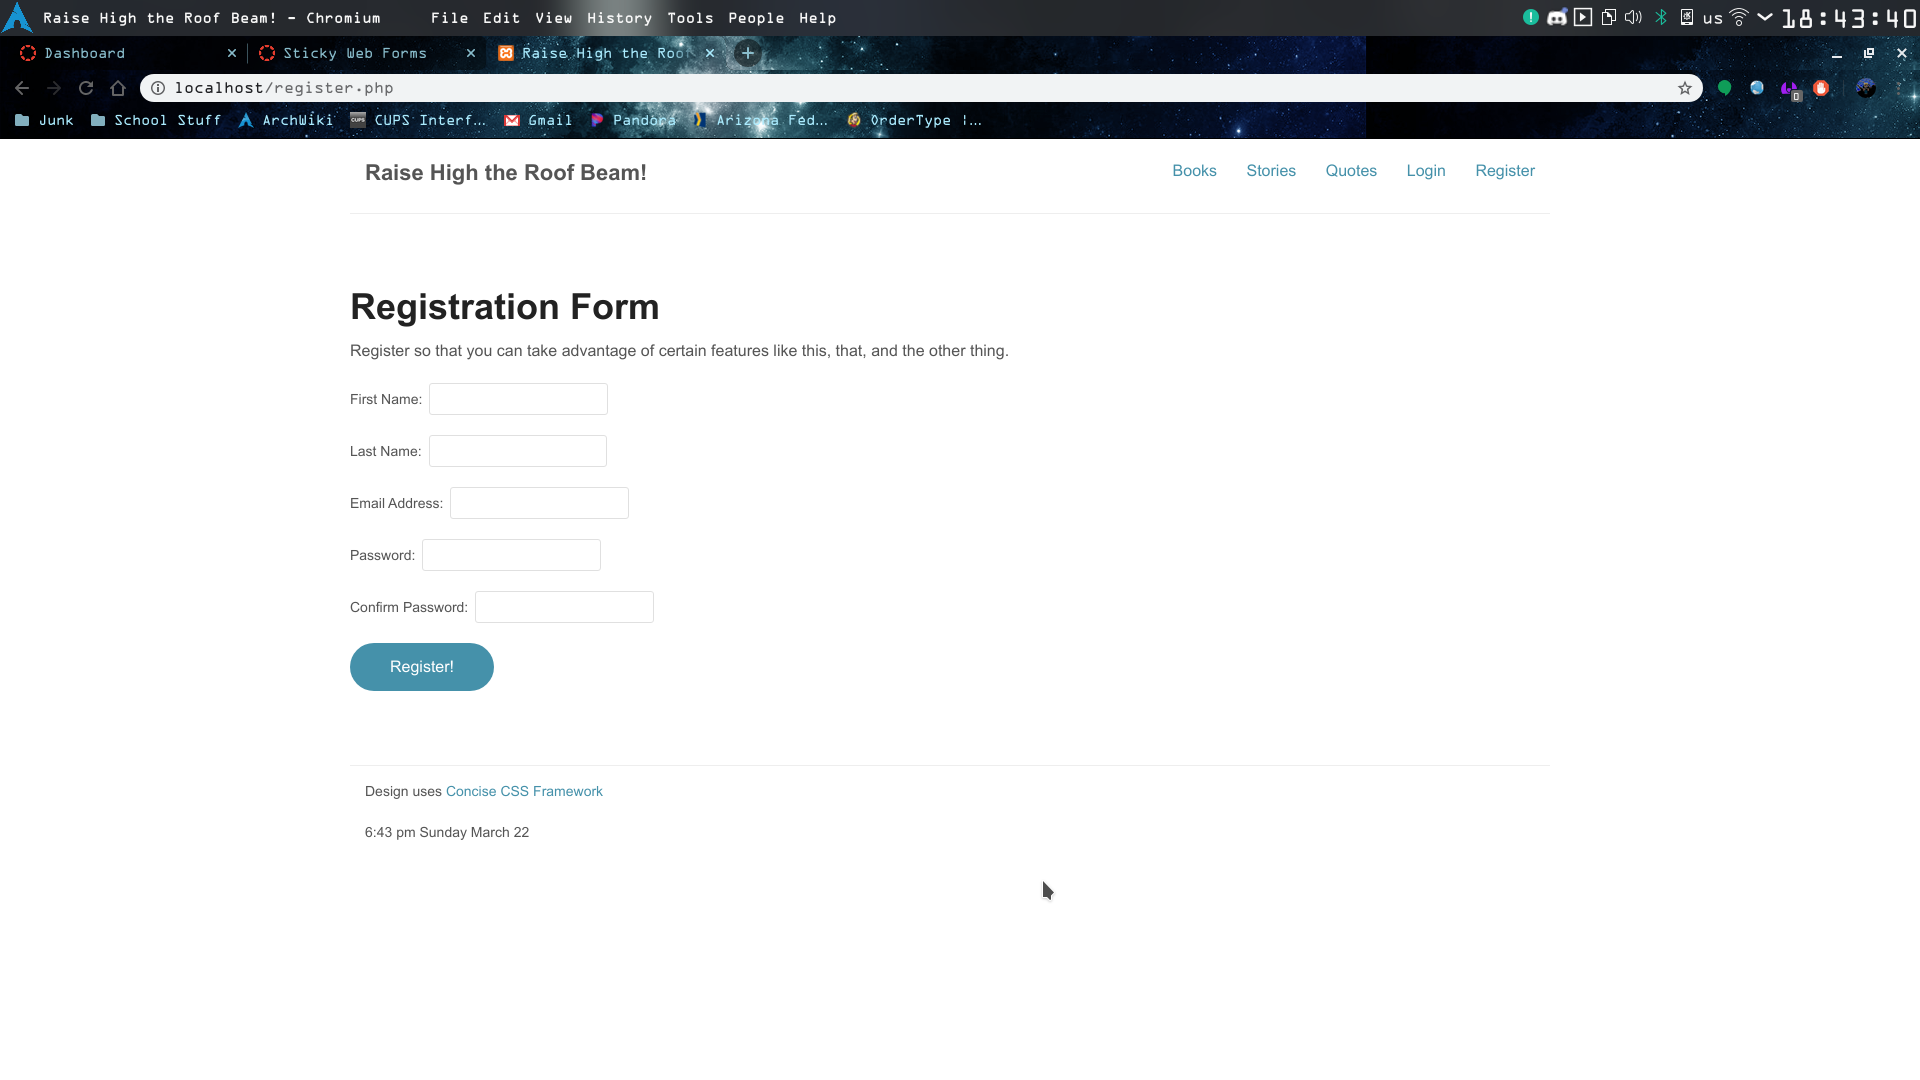 Raise High the Roof Beam! - Chromium File Edit View History Tools People Help us 18:43:40
Dashboard Sticky Web Forms Raise High the Roo
localhost/register.php
Junk School Stuff ArchWiki CUPS Interf... Gmail Pandora Arizona Fed... OrderType |...
Raise High the Roof Beam! Books Stories Quotes Login Register
Registration Form
Register so that you can take advantage of certain features like this, that, and the other thing.
First Name:
Last Name:
Email Address:
Password:
Confirm Password:
Register!
Design uses Concise CSS Framework
6:43 pm Sunday March 22